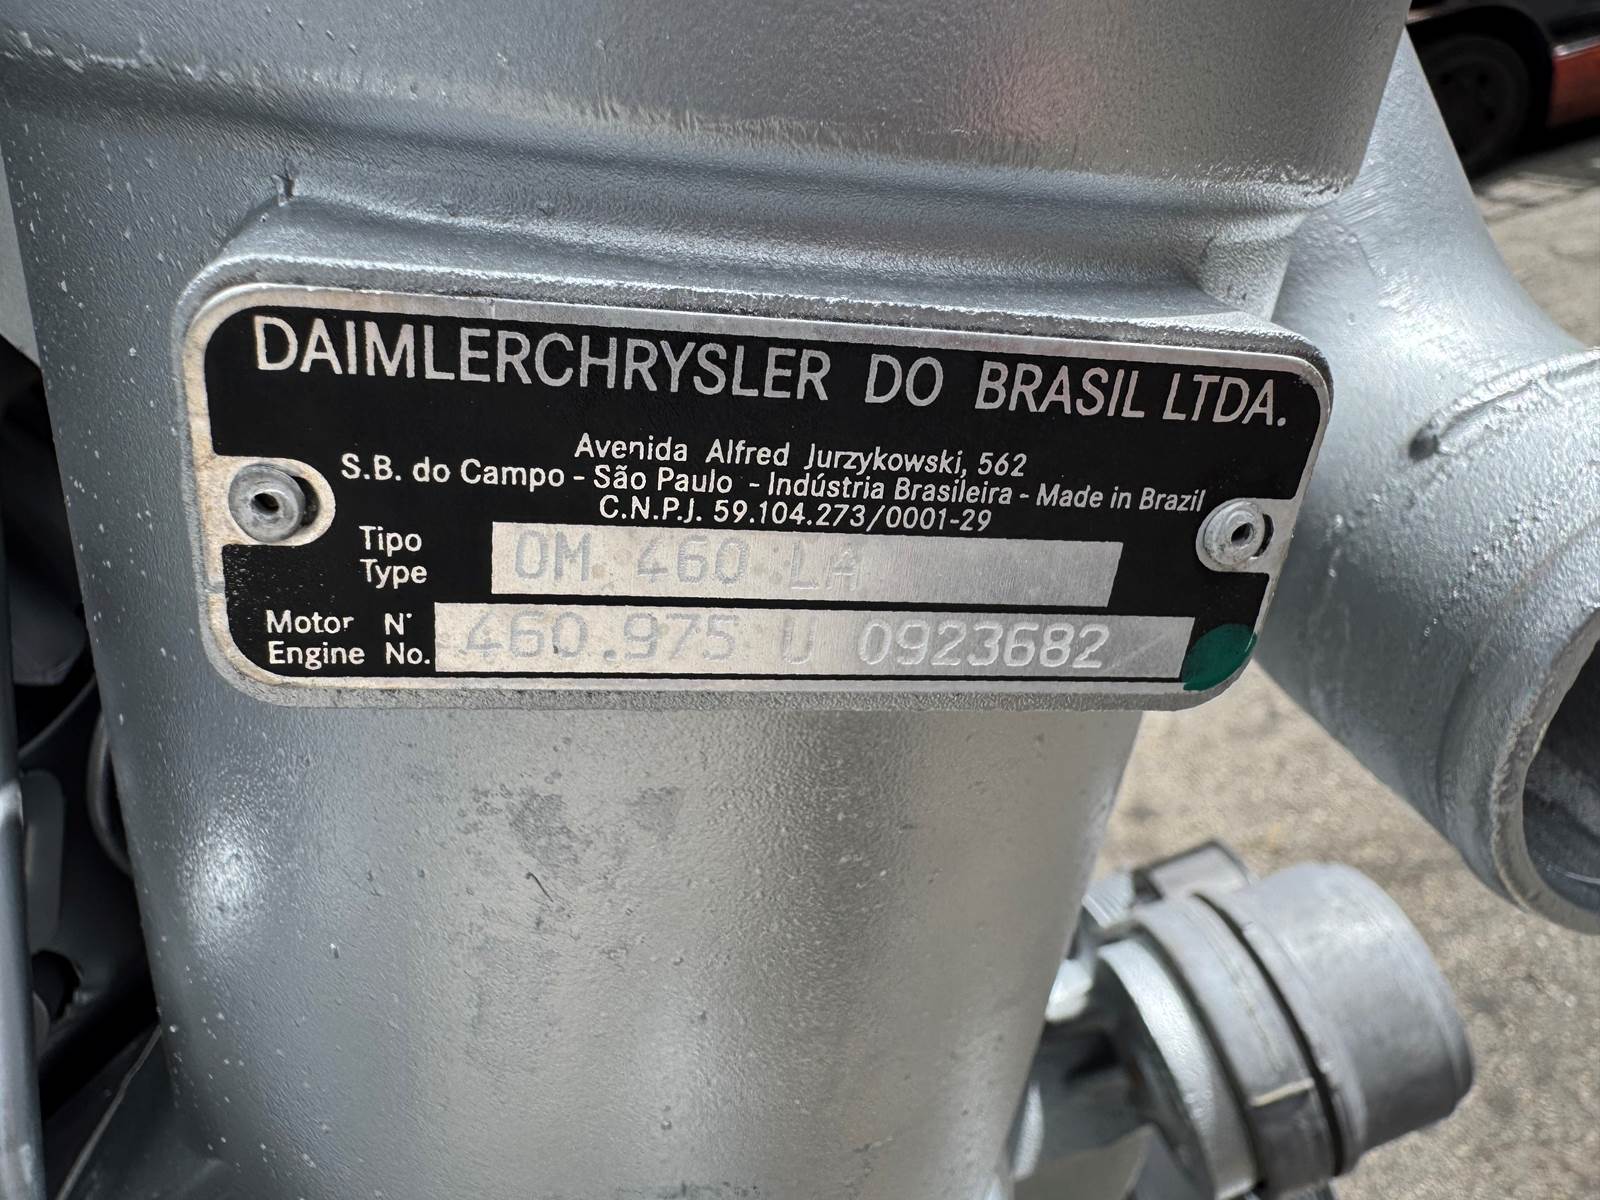 DAIMLERCHRYSLER DO BRASIL LTDA.
Avenida Alfred Jurzykowski, 562
S.B. do Campo - São Paulo - Indústria Brasileira - Made in Brazil
C.N.P.J. 59.104.273/0001-29
Tipo
Type
OM 460 LA
Motor N°
Engine No.
460.975 U 0923682